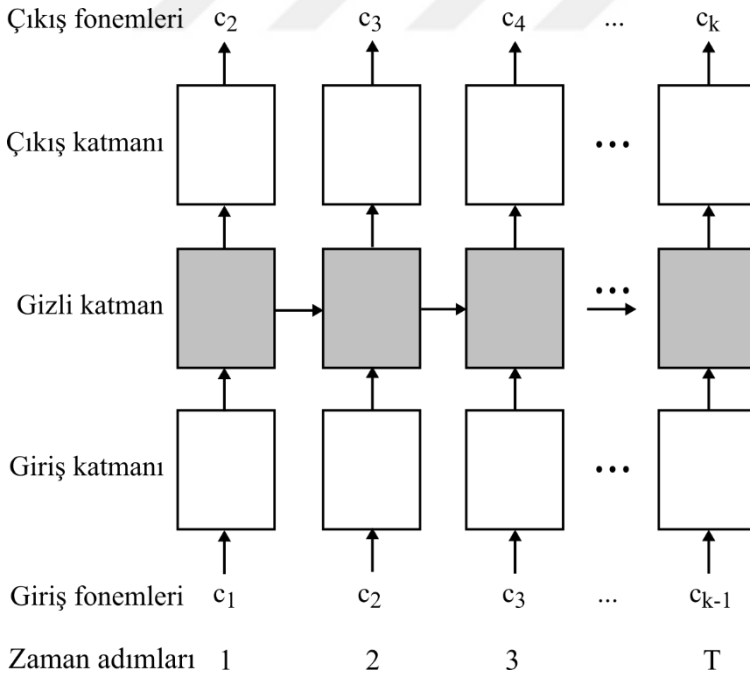 Çıkış fonemleri c2 c3 c4 ... ck
Çıkış katmanı ...
Gizli katman ...
Giriş katmanı ...
Giriş fonemleri c1 c2 c3 ... ck-1
Zaman adımları 1 2 3 T